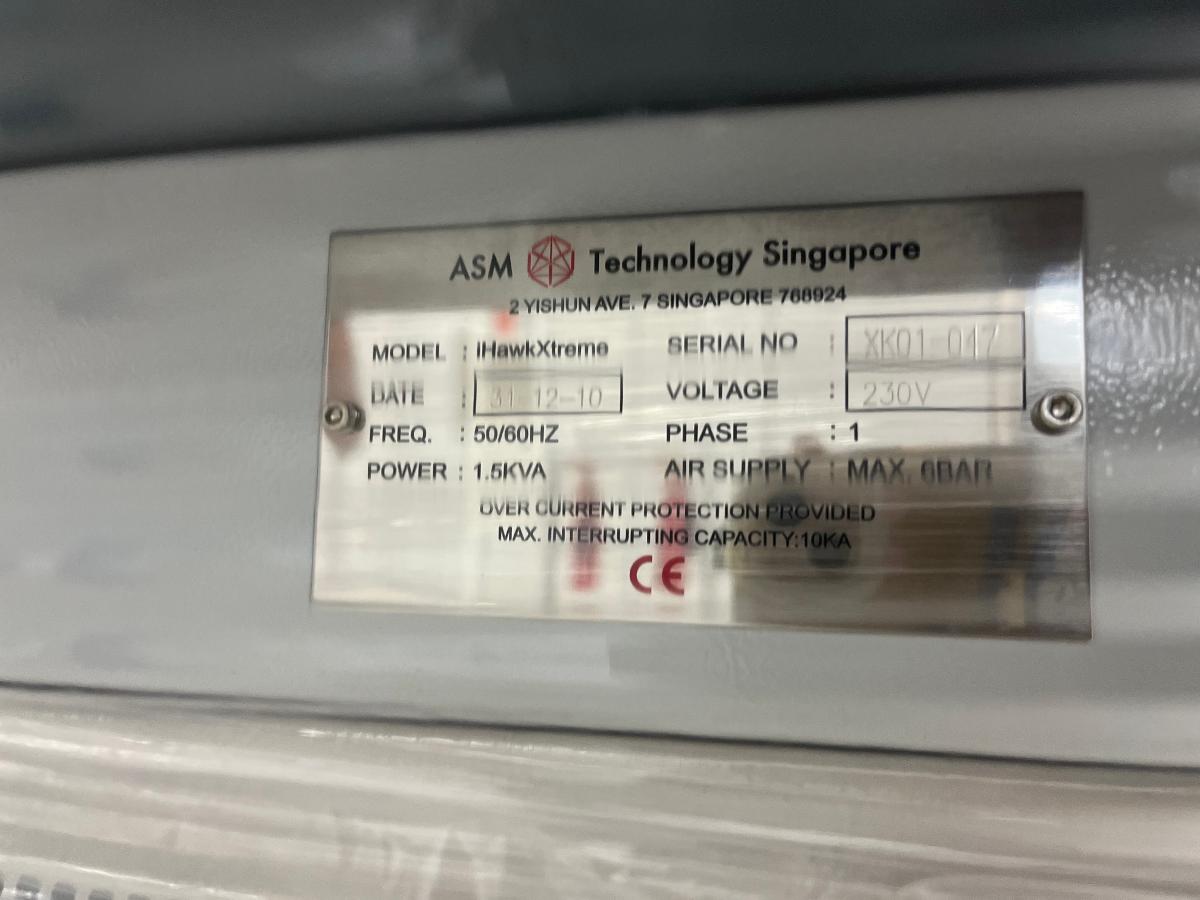 ASM Technology Singapore
2 YISHUN AVE. 7 SINGAPORE 768924
MODEL : iHawkXtreme SERIAL NO : XK01-017
DATE : 31-12-10 VOLTAGE : 230V
FREQ. : 50/60HZ PHASE : 1
POWER : 1.5KVA AIR SUPPLY : MAX. 6BAR
OVER CURRENT PROTECTION PROVIDED
MAX. INTERRUPTING CAPACITY:10KA
CE